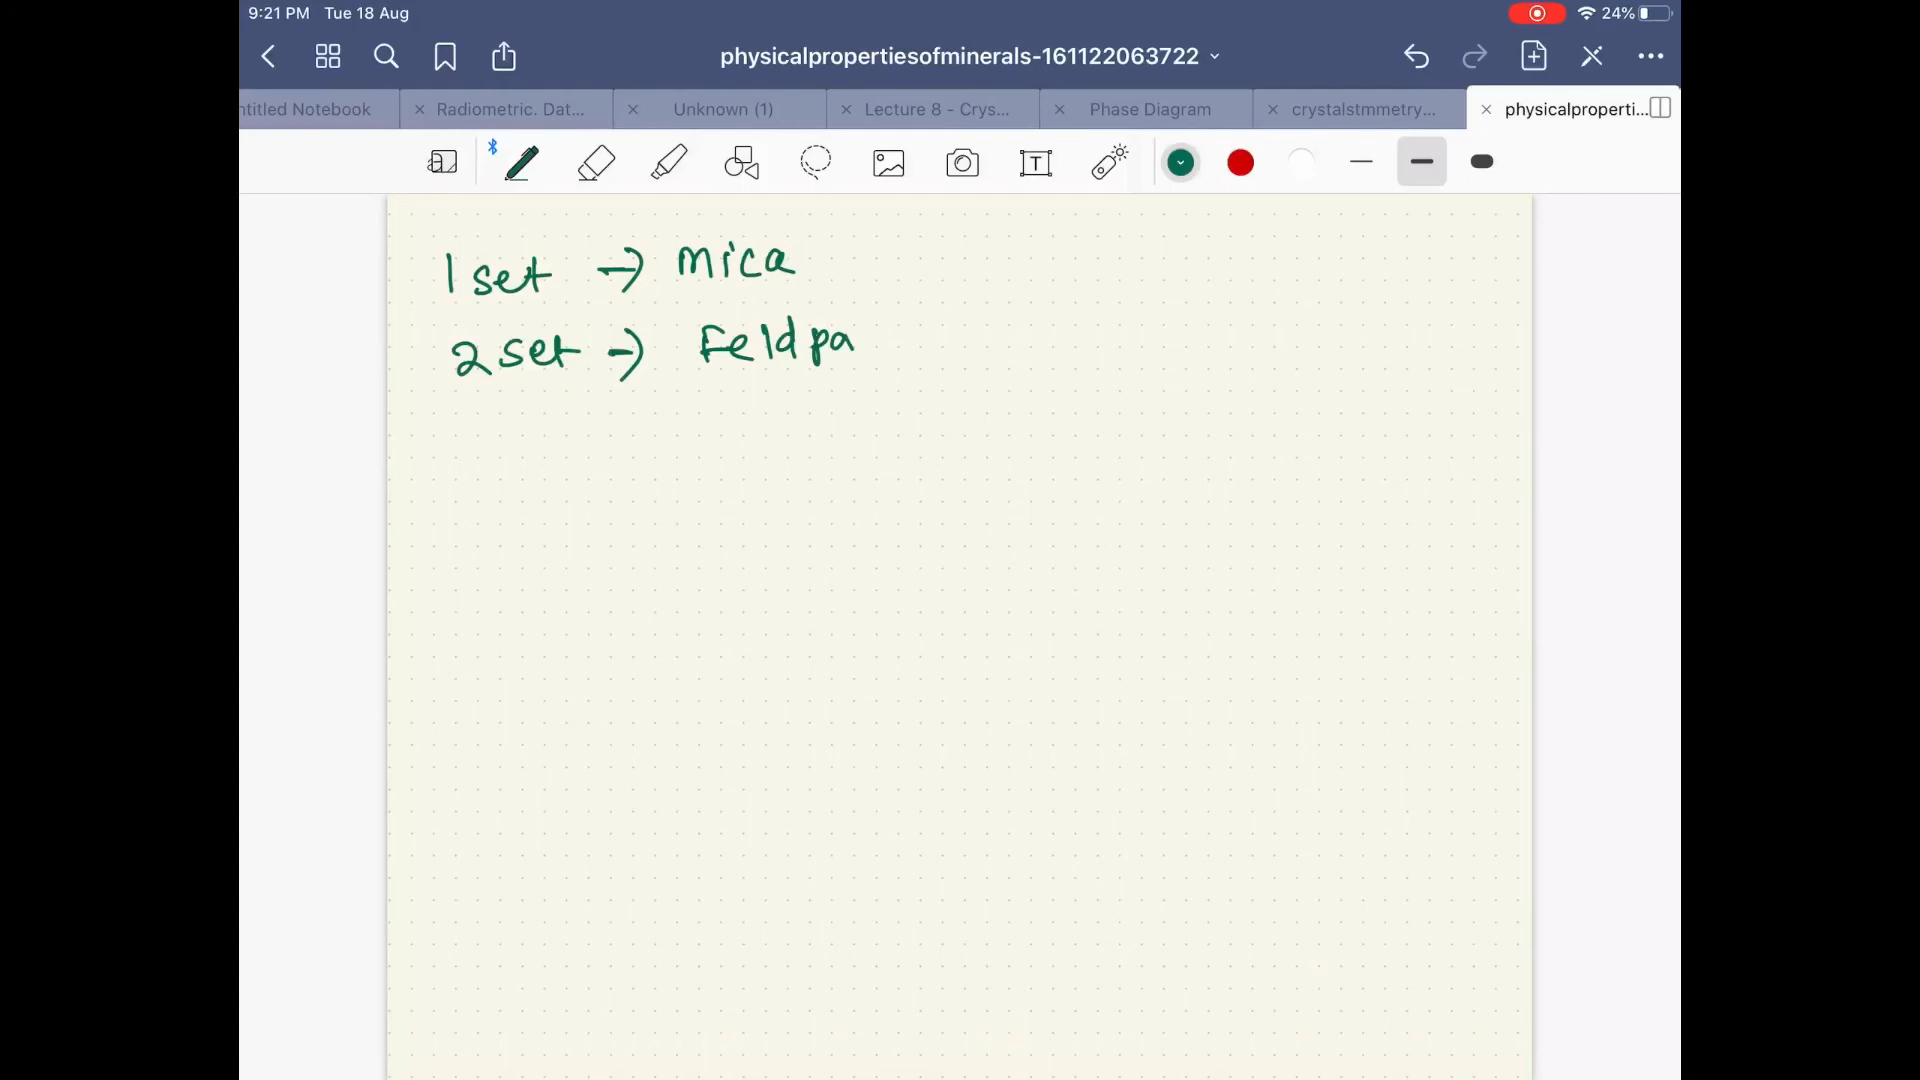 9:21 PM Tue 18 Aug 24%
physicalpropertiesofminerals-161122063722
ntitled Notebook Radiometric. Dat... Unknown (1) Lecture 8 - Crys... Phase Diagram crystalstmmetry... physicalproperti...
T
1 set → mica
2 set → Feldpa